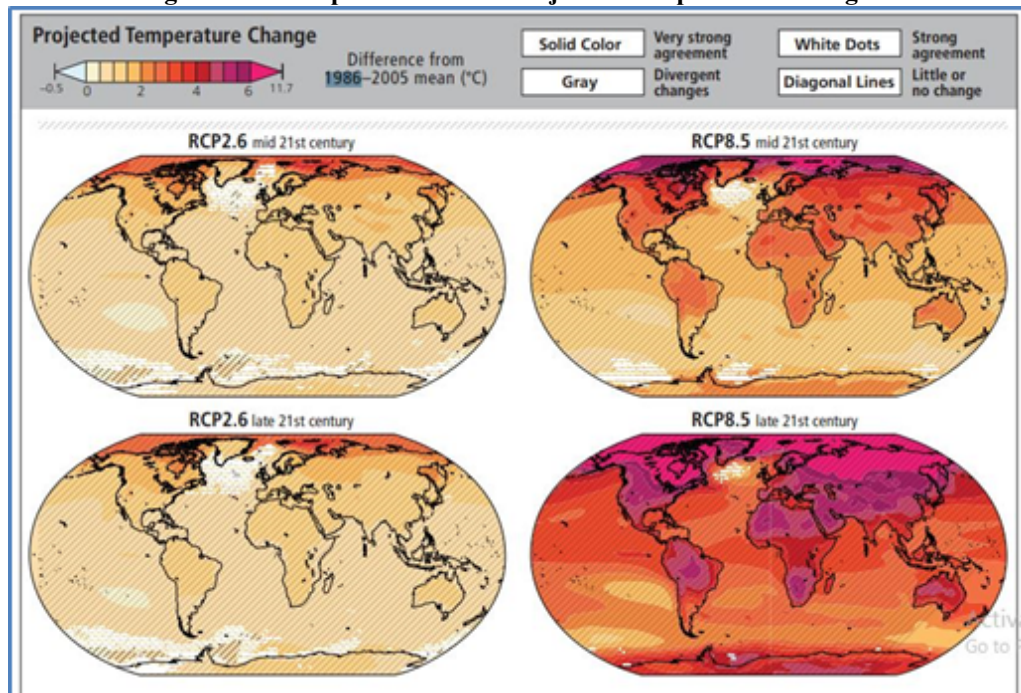 Projected Temperature Change
−0.5 0 2 4 6 11.7
Difference from
1986–2005 mean (°C)
Solid Color
Very strong
agreement
White Dots
Strong
agreement
Gray
Divergent
changes
Diagonal Lines
Little or
no change
RCP2.6 mid 21st century
RCP8.5 mid 21st century
RCP2.6 late 21st century
RCP8.5 late 21st century
Go to